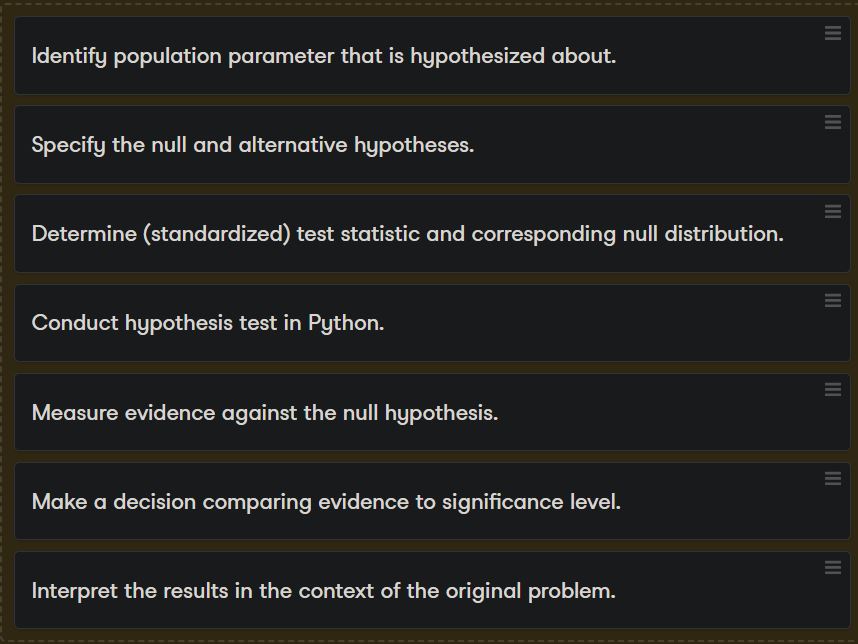 Identify population parameter that is hypothesized about.
Specify the null and alternative hypotheses.
Determine (standardized) test statistic and corresponding null distribution.
Conduct hypothesis test in Python.
Measure evidence against the null hypothesis.
Make a decision comparing evidence to significance level.
Interpret the results in the context of the original problem.